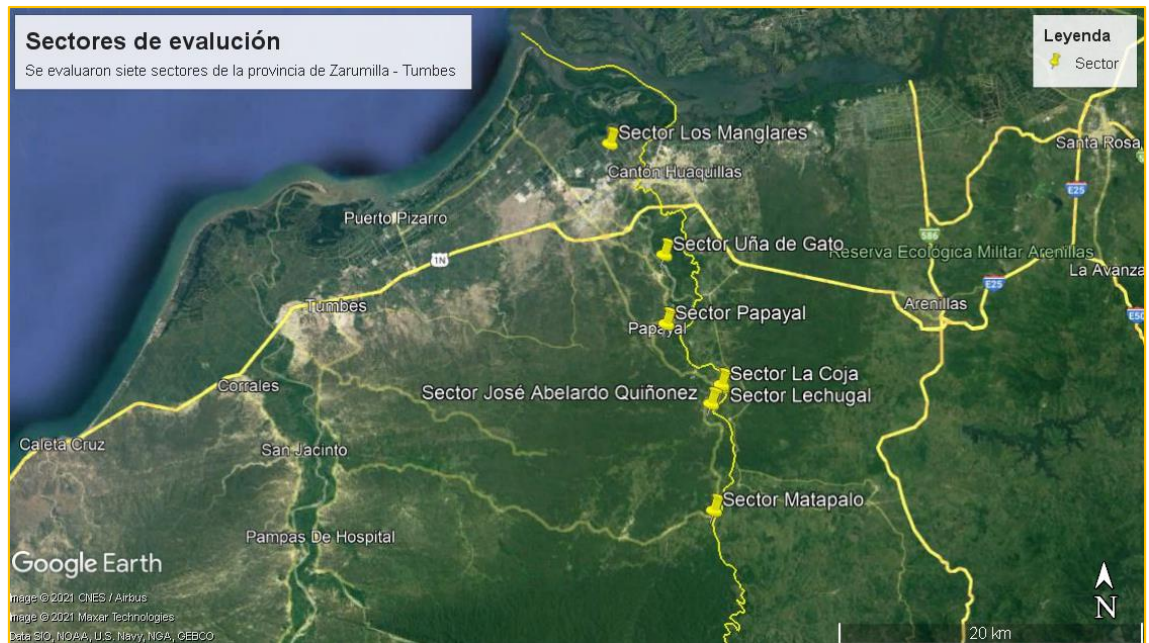 Sectores de evalución
Se evaluaron siete sectores de la provincia de Zarumilla - Tumbes
Leyenda
Sector
Sector Los Manglares
Santa Rosa
Cantón Huaquillas
E25
Puerto Pizarro
586
Sector Uña de Gato
Reserva Ecológica Militar Arenillas
1N
La Avanza
E25
Tumbes
Arenillas
Sector Papayal
Papayal
E50
Sector La Coja
Corrales
Sector José Abelardo Quiñonez
Sector Lechugal
Caleta Cruz
San Jacinto
Sector Matapalo
Pampas De Hospital
Google Earth
Image © 2021 CNES / Airbus
Image © 2021 Maxar Technologies
Data SIO, NOAA, U.S. Navy, NGA, GEBCO
N
20 km